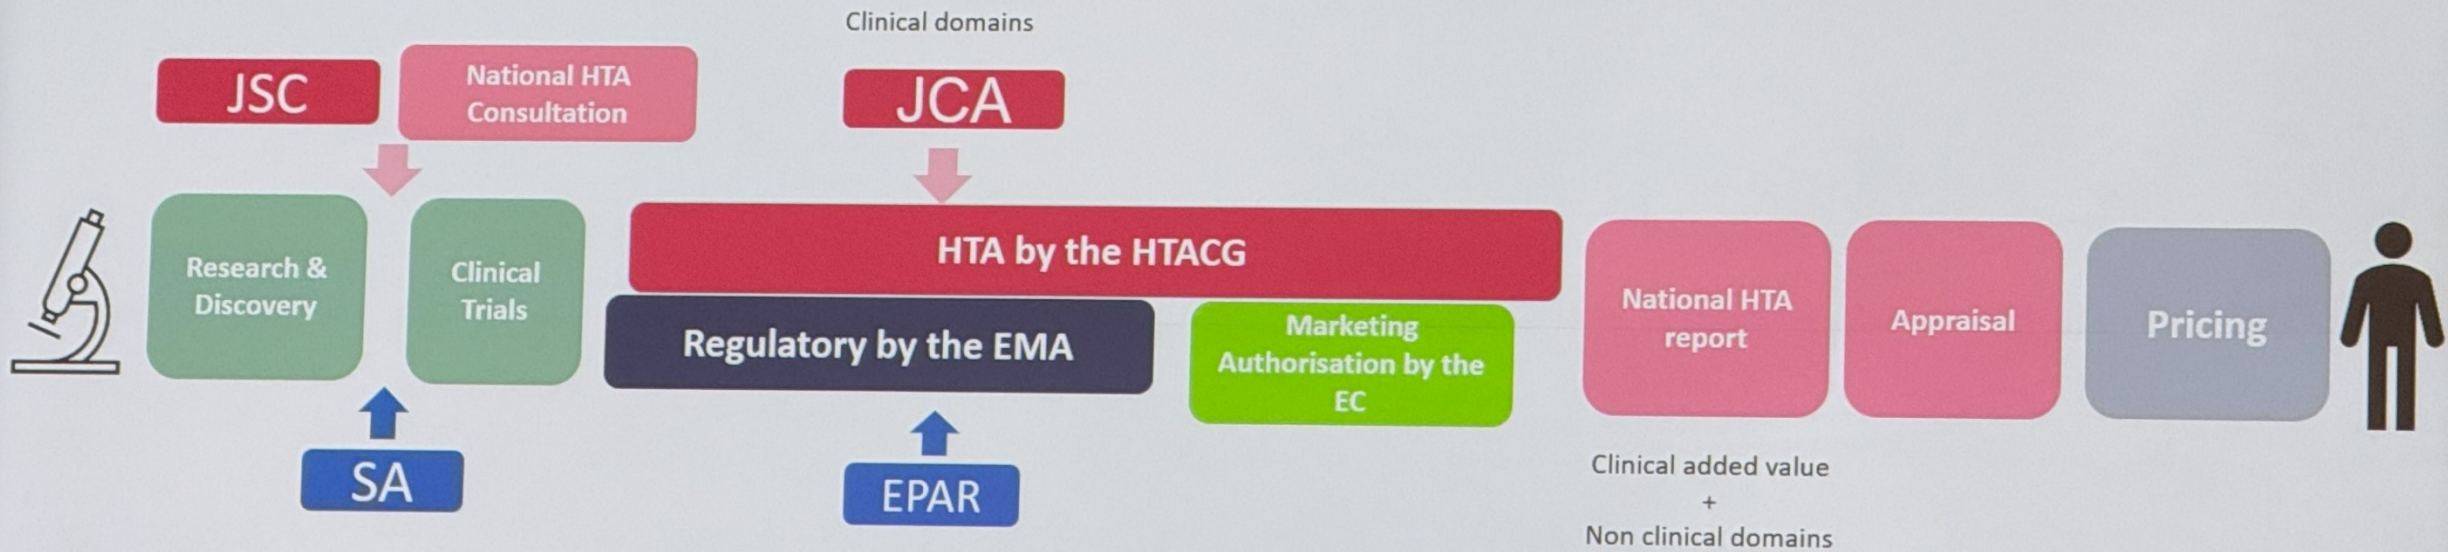 Clinical domains
JSC
National HTA
Consultation
JCA
Research &
Discovery
Clinical
Trials
HTA by the HTACG
Regulatory by the EMA
Marketing
Authorisation by the
EC
National HTA
report
Appraisal
Pricing
SA
EPAR
Clinical added value
+
Non clinical domains